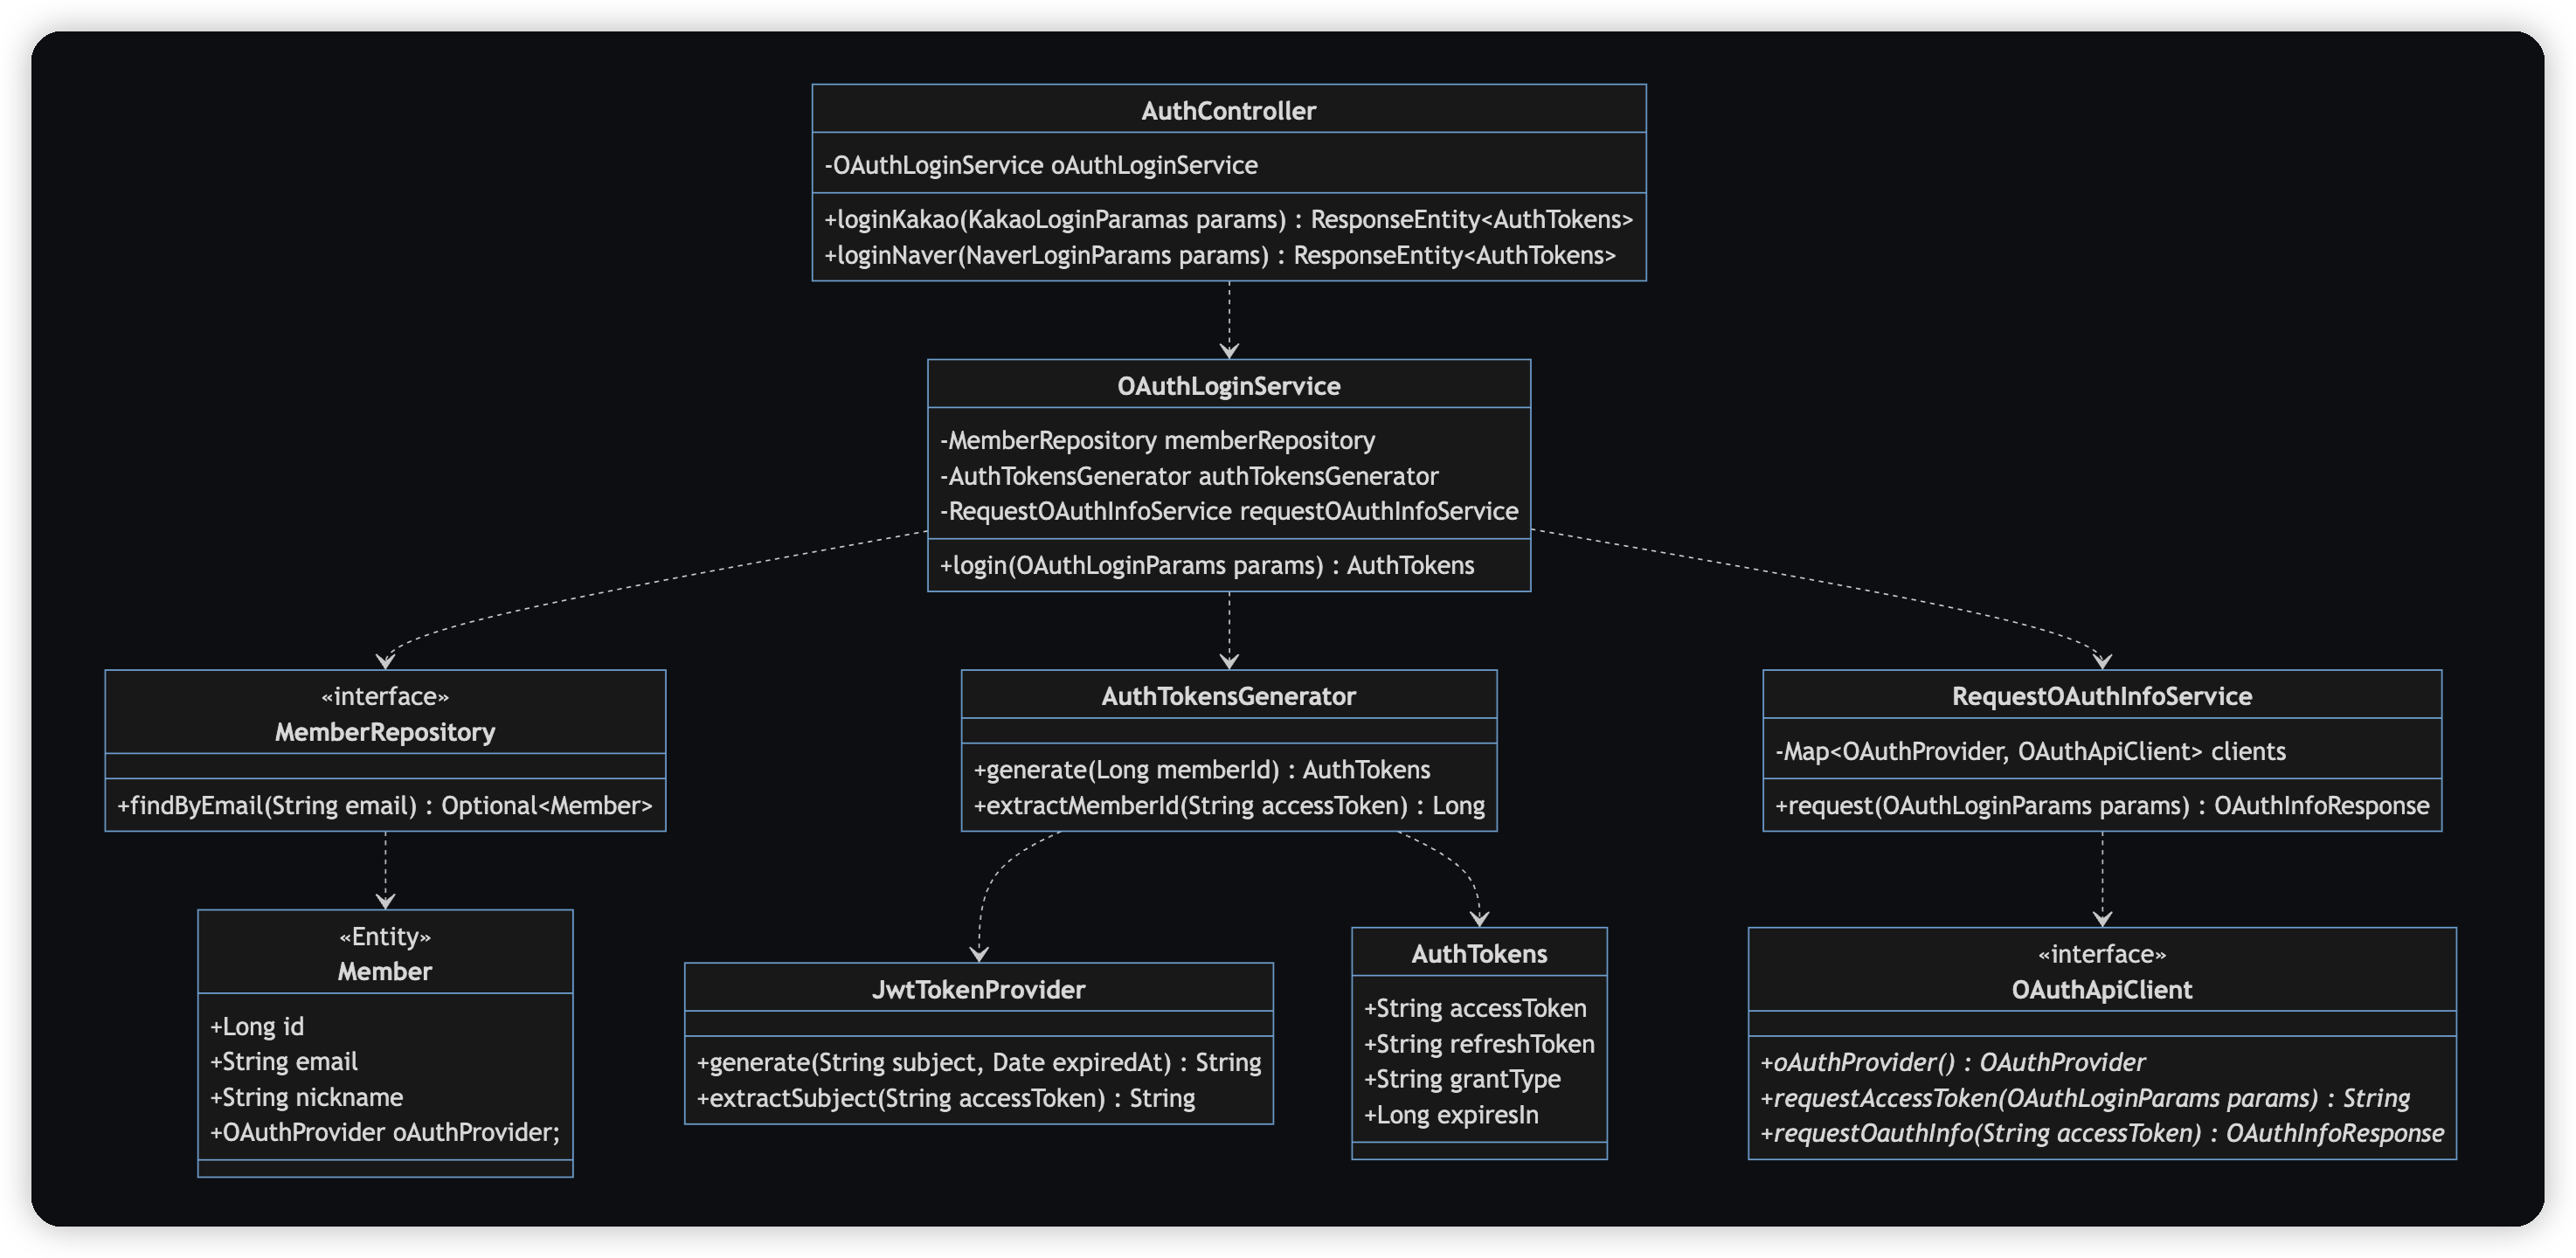 AuthController
-OAuthLoginService oAuthLoginService
+loginKakao(KakaoLoginParamas params) : ResponseEntity<AuthTokens>
+loginNaver(NaverLoginParams params) : ResponseEntity<AuthTokens>
OAuthLoginService
-MemberRepository memberRepository
-AuthTokensGenerator authTokensGenerator
-RequestOAuthInfoService requestOAuthInfoService
+login(OAuthLoginParams params) : AuthTokens
«interface»
MemberRepository
+findByEmail(String email) : Optional<Member>
AuthTokensGenerator
+generate(Long memberId) : AuthTokens
+extractMemberId(String accessToken) : Long
RequestOAuthInfoService
-Map<OAuthProvider, OAuthApiClient> clients
+request(OAuthLoginParams params) : OAuthInfoResponse
«Entity»
Member
+Long id
+String email
+String nickname
+OAuthProvider oAuthProvider;
JwtTokenProvider
+generate(String subject, Date expiredAt) : String
+extractSubject(String accessToken) : String
AuthTokens
+String accessToken
+String refreshToken
+String grantType
+Long expiresIn
«interface»
OAuthApiClient
+oAuthProvider() : OAuthProvider
+requestAccessToken(OAuthLoginParams params) : String
+requestOauthInfo(String accessToken) : OAuthInfoResponse